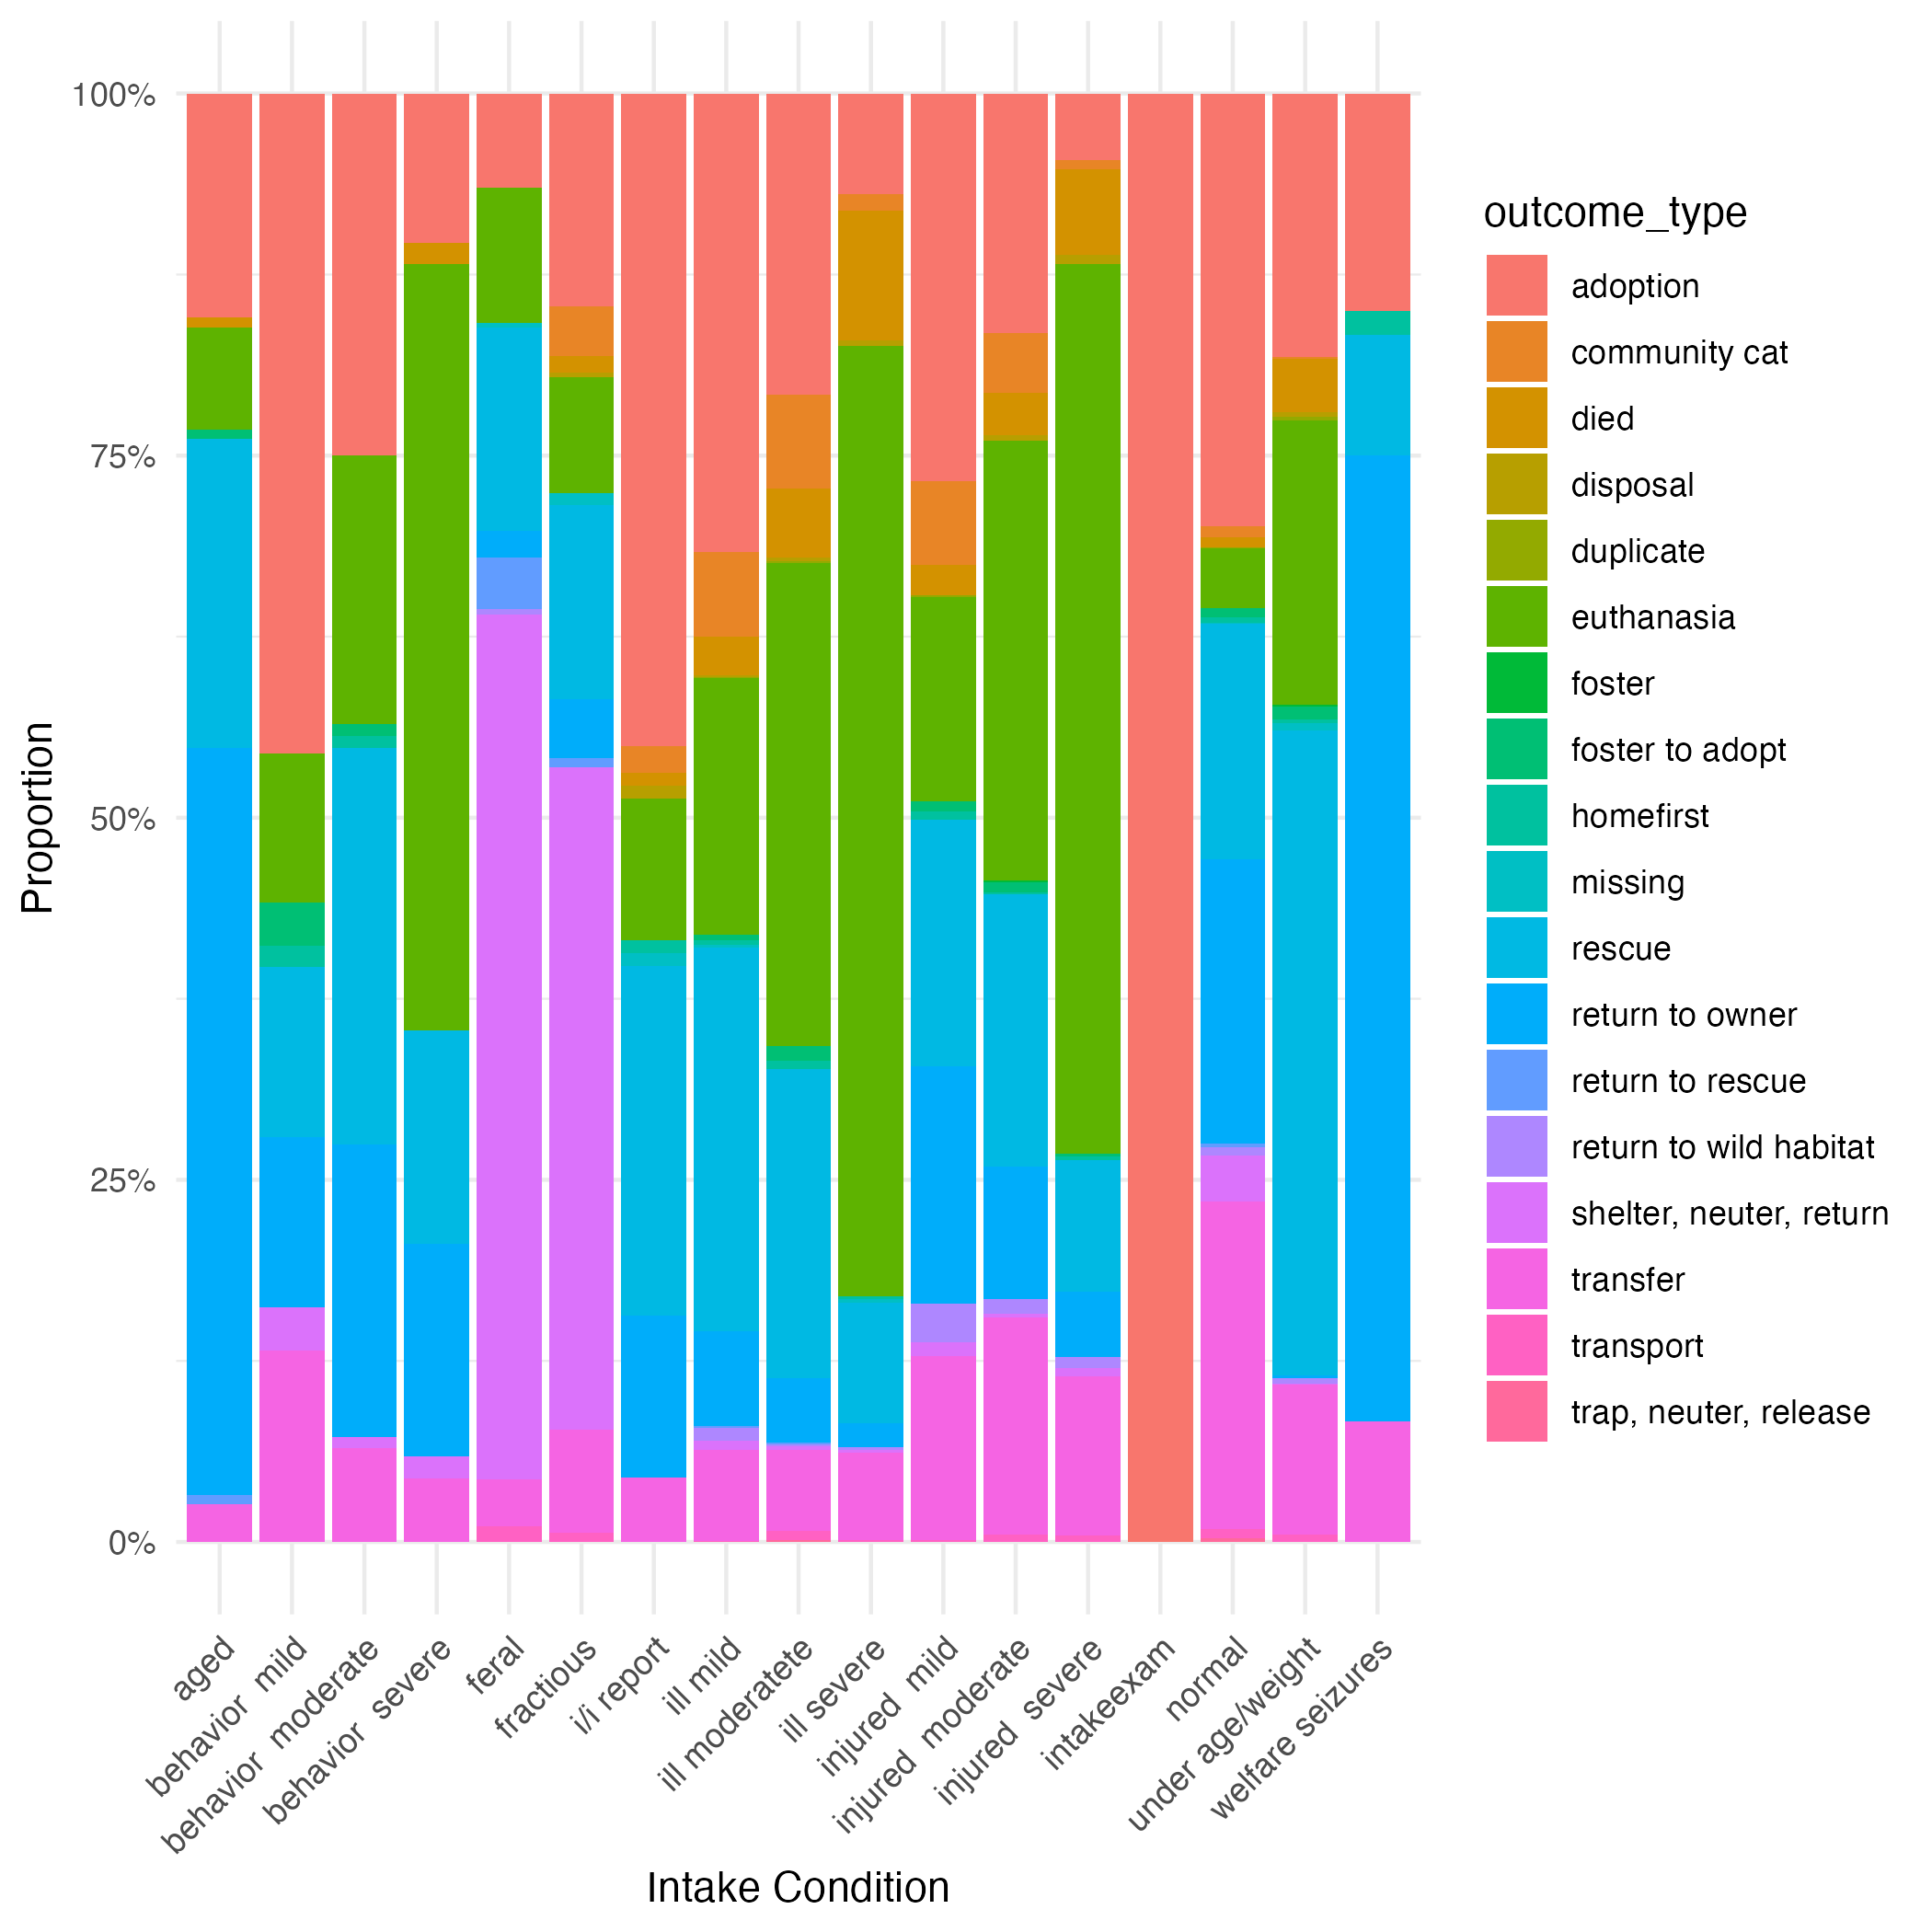 100%
75%
50%
25%
0%
Proportion
aged
behavior  mild
behavior  moderate
behavior  severe
feral
fractious
i/i report
ill mild
ill moderatete
ill severe
injured  mild
injured  moderate
injured  severe
intakeexam
normal
under age/weight
welfare seizures
Intake Condition
outcome_type
adoption
community cat
died
disposal
duplicate
euthanasia
foster
foster to adopt
homefirst
missing
rescue
return to owner
return to rescue
return to wild habitat
shelter, neuter, return
transfer
transport
trap, neuter, release